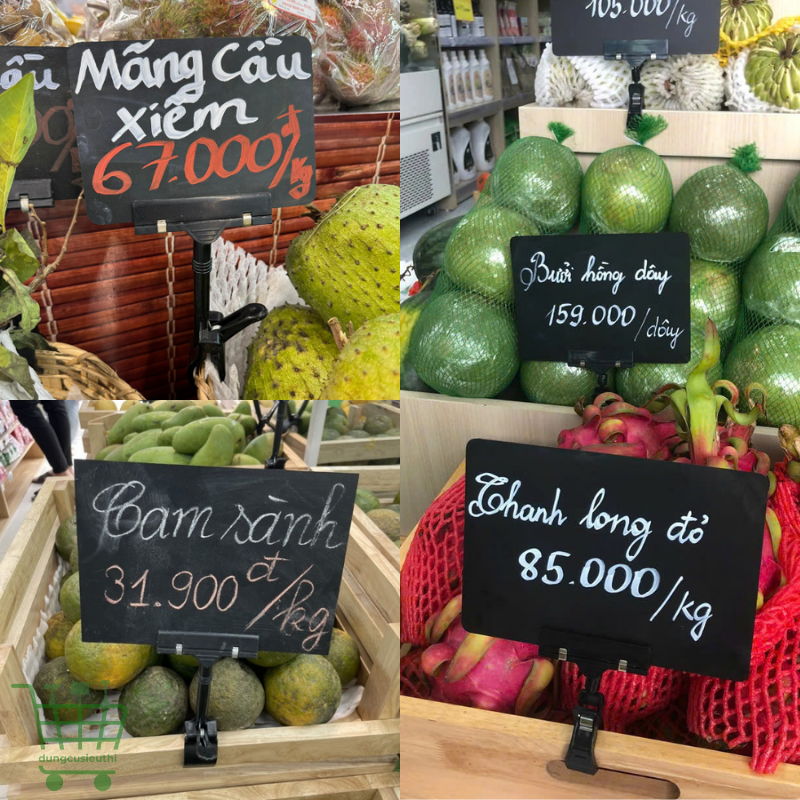 Mãng Cầu
xiêm
67.000đ/kg
105.000/kg
Bưởi hồng dây
159.000/dây
Cam sành
31.900đ/kg
Thanh long đỏ
85.000/kg
dungcusieuthi